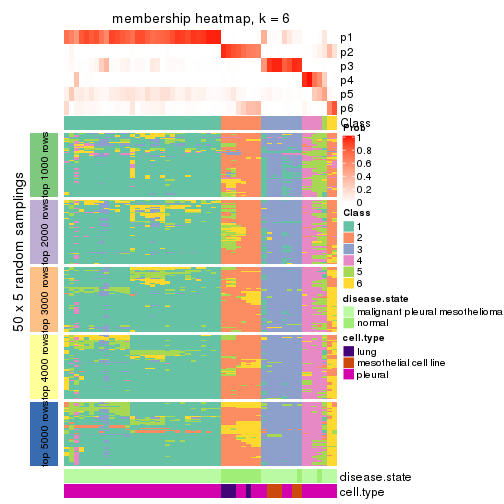 membership heatmap, k = 6
p1
p2
p3
p4
p5
p6
Class
50 x 5 random samplings
top 1000 rows
top 2000 rows
top 3000 rows
top 4000 rows
top 5000 rows
Prob
1
0.8
0.6
0.4
0.2
0
Class
1
2
3
4
5
6
disease.state
malignant pleural mesothelioma
normal
cell.type
lung
mesothelial cell line
pleural
disease.state
cell.type